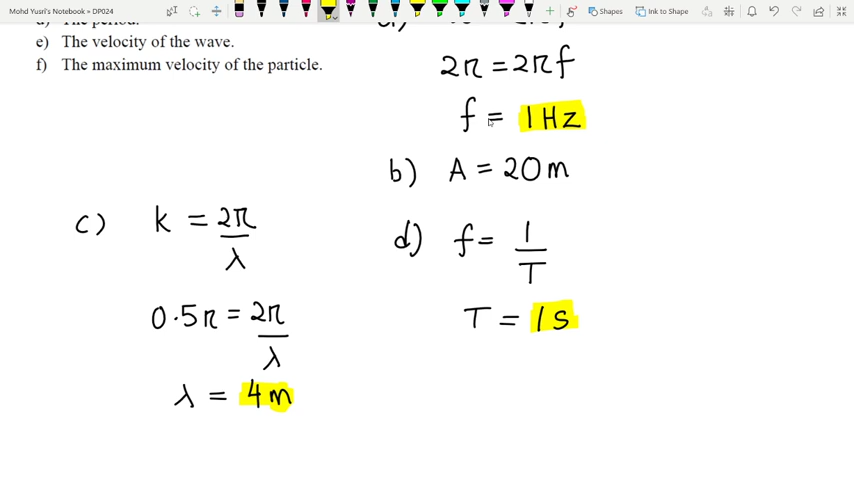 Mohd Yusri's Notebook » DP024
Shapes
Ink to Shape
e) The velocity of the wave.
f) The maximum velocity of the particle.
2π = 2πf
f = 1Hz
b) A = 20m
c) k = 2π
λ
0.5π = 2π
λ
λ = 4m
d) f = 1
T
T = 1s